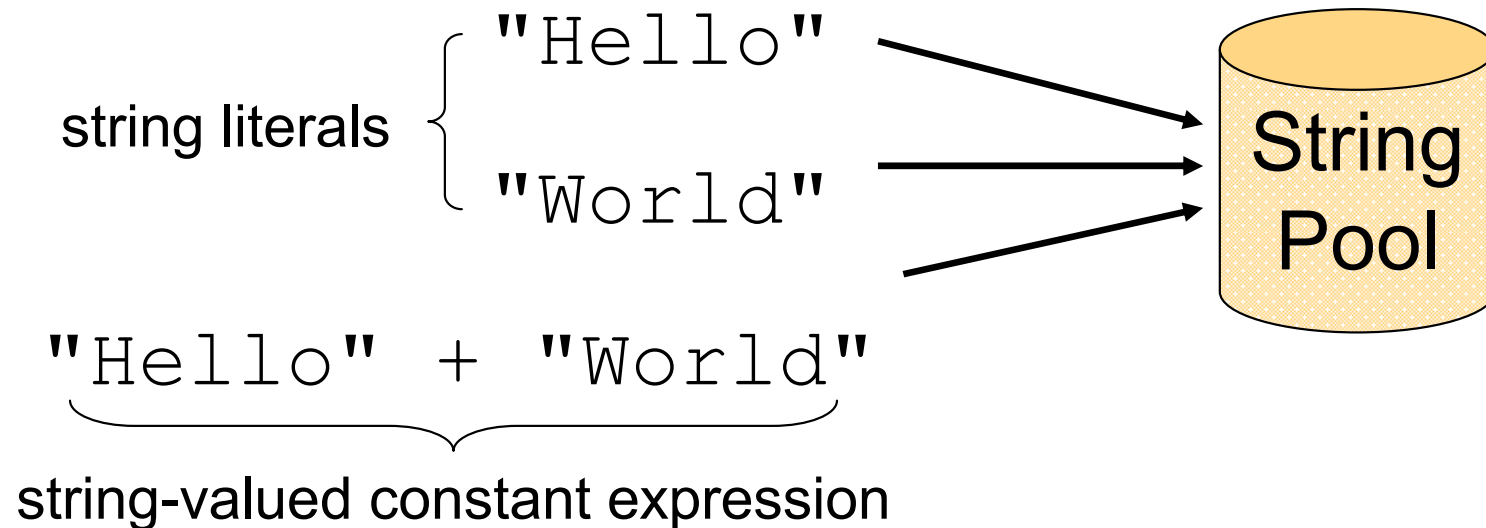 "Hello"
string literals
"World"
"Hello" + "World"
string-valued constant expression
String
Pool